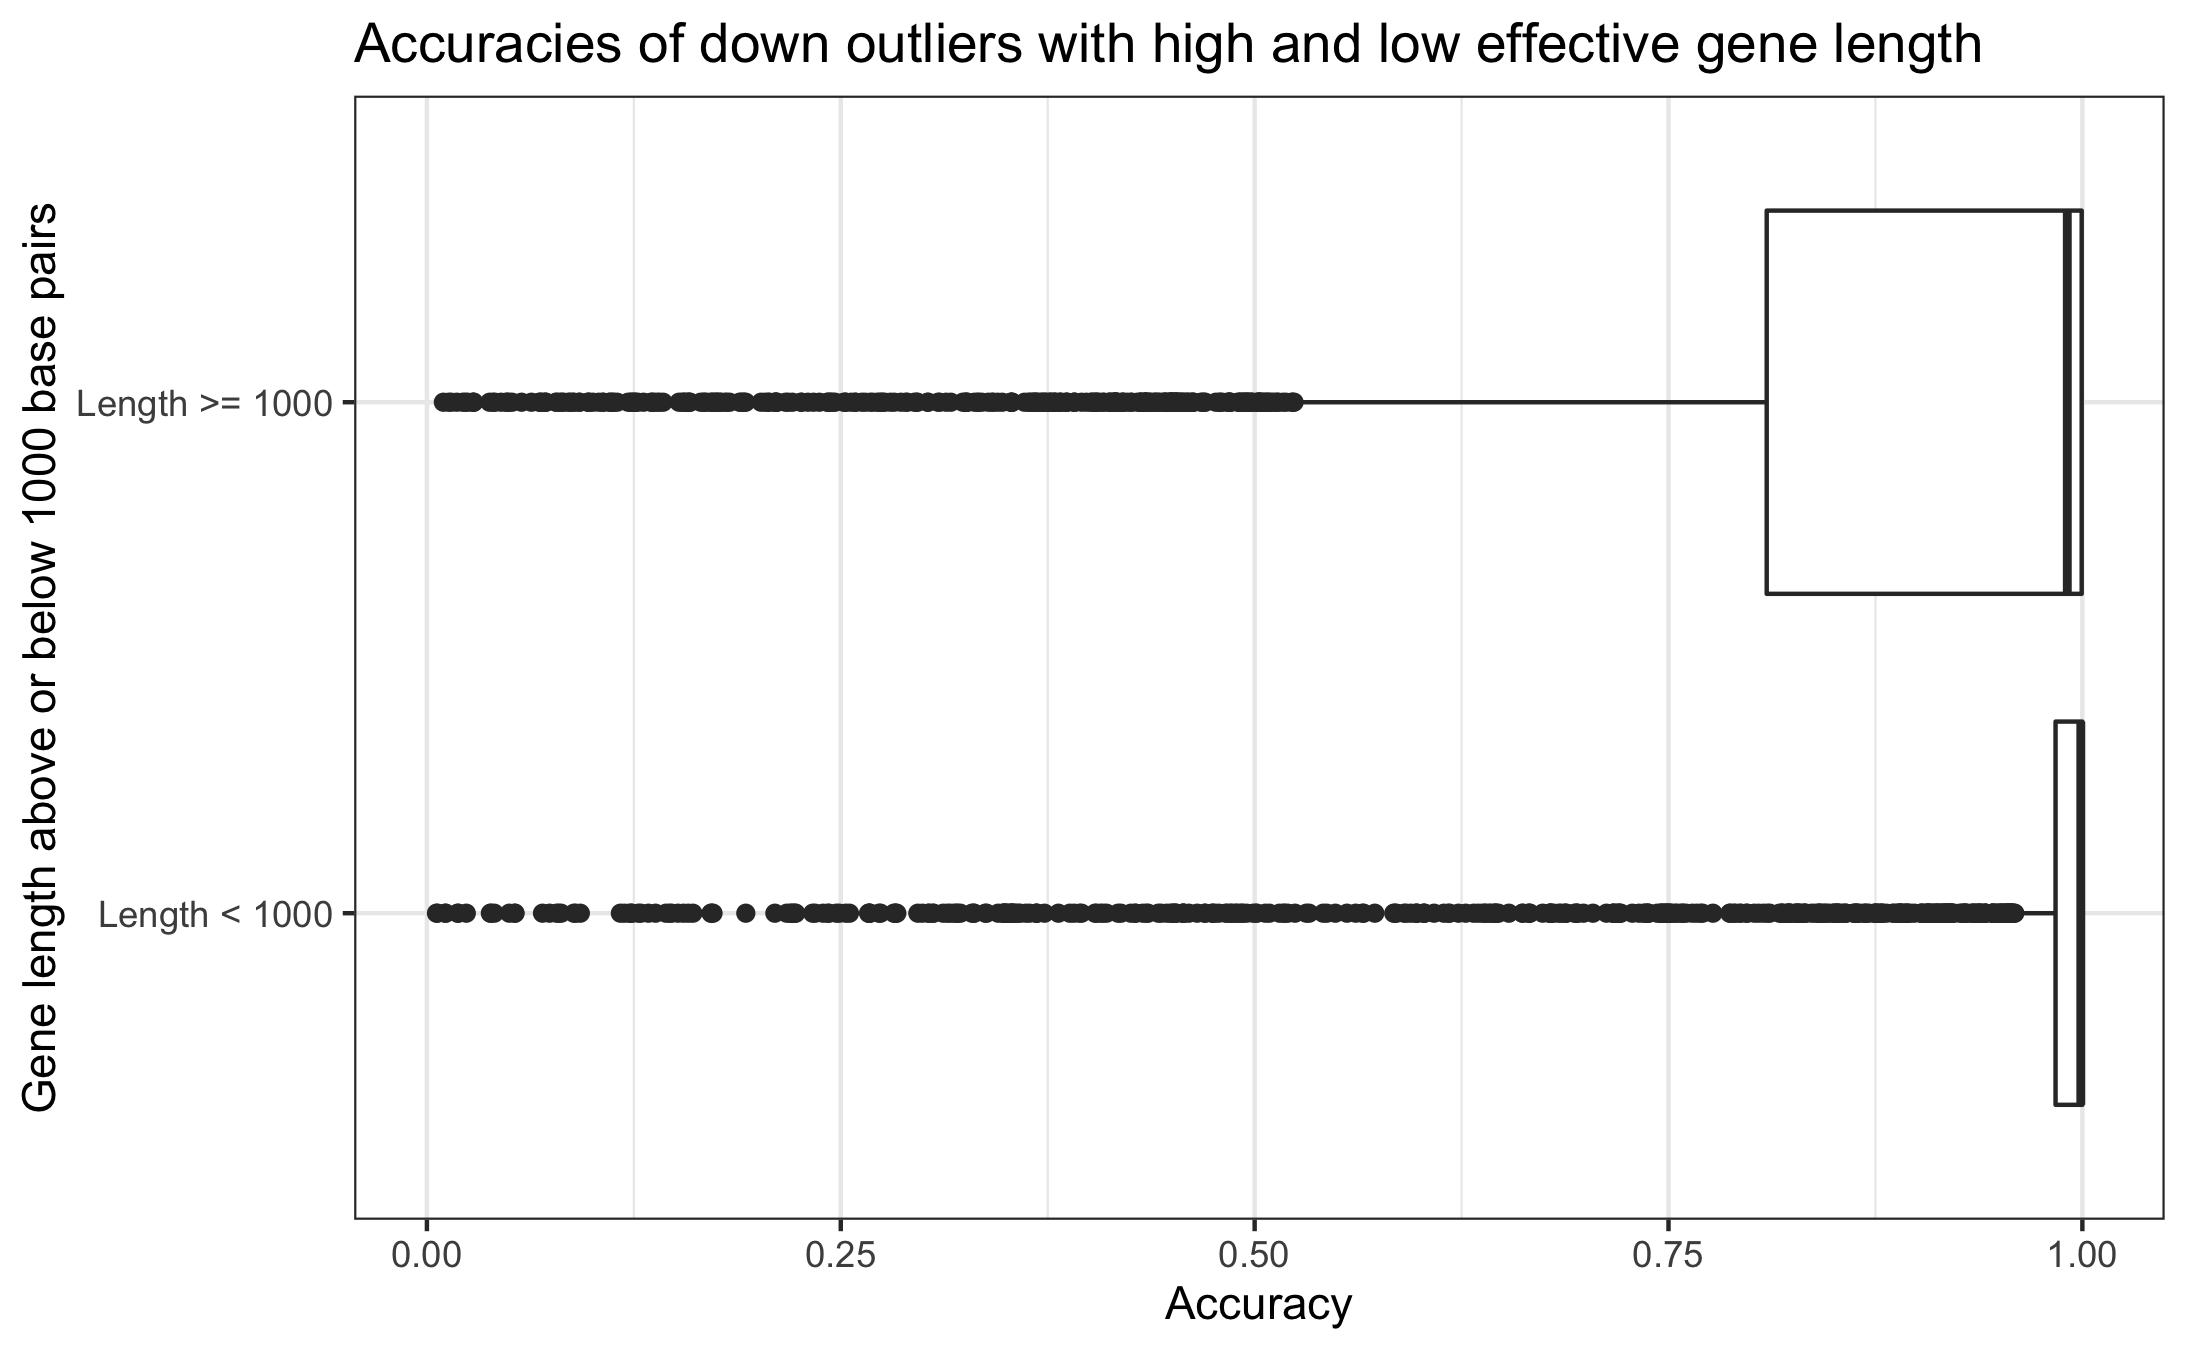 Accuracies of down outliers with high and low effective gene length
Gene length above or below 1000 base pairs
Length >= 1000
Length < 1000
0.00 0.25 0.50 0.75 1.00
Accuracy